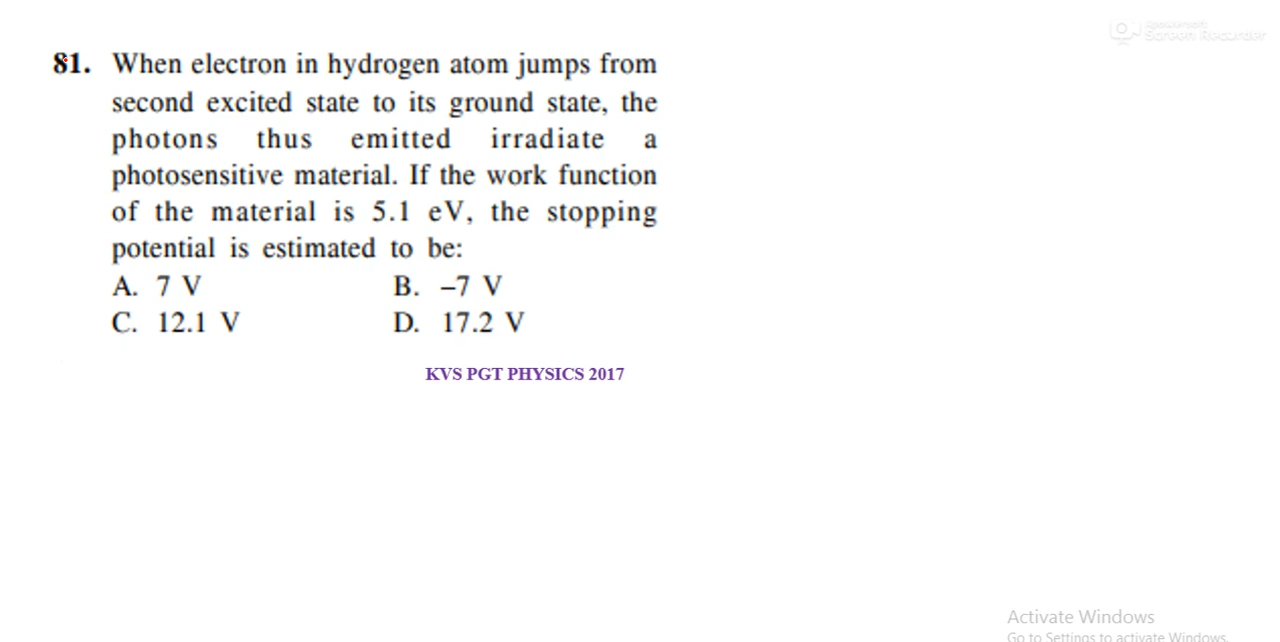 Screen Recorder
81. When electron in hydrogen atom jumps from
second excited state to its ground state, the
photons thus emitted irradiate a
photosensitive material. If the work function
of the material is 5.1 eV, the stopping
potential is estimated to be:
A. 7 V B. –7 V
C. 12.1 V D. 17.2 V
KVS PGT PHYSICS 2017
Activate Windows
Go to Settings to activate Windows.